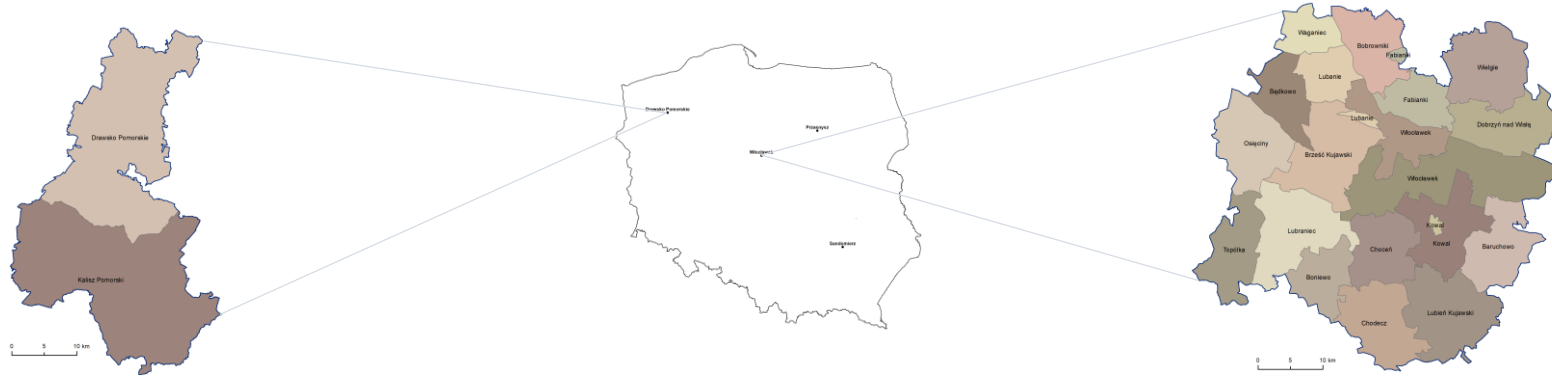 Drawsko Pomorskie
Kalisz Pomorski
0 5 10 km
Drawsko Pomorskie
Przasnysz
Włocławek
Sandomierz
Waganiec
Bobrowniki
Fabianki
Wielgie
Lubanie
Bądkowo
Fabianki
Lubanie
Dobrzyń nad Wisłą
Włocławek
Osięciny
Brześć Kujawski
Włocławek
Kowal
Lubraniec
Choceń
Kowal
Baruchowo
Topólka
Boniewo
Lubień Kujawski
Chodecz
0 5 10 km